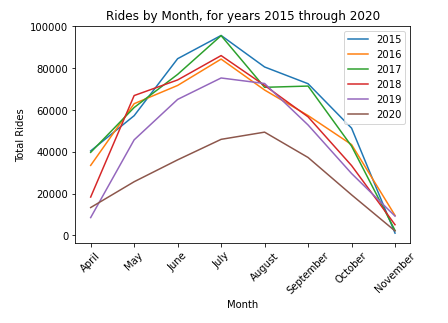 Rides by Month, for years 2015 through 2020
Total Rides
100000
80000
60000
40000
20000
0
2015
2016
2017
2018
2019
2020
April
May
June
July
August
September
October
November
Month